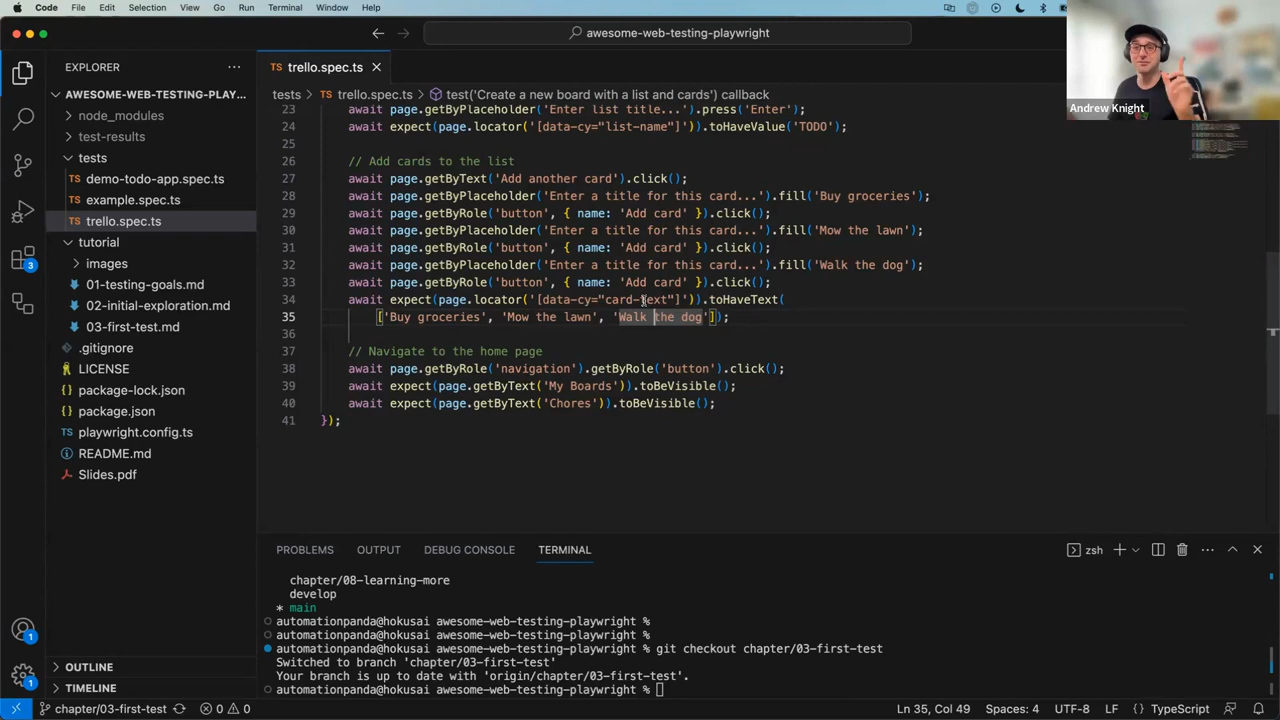 Code File Edit Selection View Go Run Terminal Window Help
awesome-web-testing-playwright
EXPLORER
TS trello.spec.ts
Andrew Knight
AWESOME-WEB-TESTING-PLAY...
node_modules
test-results
tests
TS demo-todo-app.spec.ts
TS example.spec.ts
TS trello.spec.ts
tutorial
images
01-testing-goals.md
02-initial-exploration.md
03-first-test.md
.gitignore
LICENSE
package-lock.json
package.json
TS playwright.config.ts
README.md
Slides.pdf
OUTLINE
TIMELINE
3
1
1
tests > TS trello.spec.ts > test('Create a new board with a list and cards') callback
23 await page.getByPlaceholder('Enter list title...').press('Enter');
24 await expect(page.locator('[data-cy="list-name"]')).toHaveValue('TODO');
25
26 // Add cards to the list
27 await page.getByText('Add another card').click();
28 await page.getByPlaceholder('Enter a title for this card...').fill('Buy groceries');
29 await page.getByRole('button', { name: 'Add card' }).click();
30 await page.getByPlaceholder('Enter a title for this card...').fill('Mow the lawn');
31 await page.getByRole('button', { name: 'Add card' }).click();
32 await page.getByPlaceholder('Enter a title for this card...').fill('Walk the dog');
33 await page.getByRole('button', { name: 'Add card' }).click();
34 await expect(page.locator('[data-cy="card-text"]')).toHaveText(
35 ['Buy groceries', 'Mow the lawn', 'Walk the dog']);
36
37 // Navigate to the home page
38 await page.getByRole('navigation').getByRole('button').click();
39 await expect(page.getByText('My Boards')).toBeVisible();
40 await expect(page.getByText('Chores')).toBeVisible();
41 });
PROBLEMS OUTPUT DEBUG CONSOLE TERMINAL zsh
chapter/08-learning-more
develop
* main
automationpanda@hokusai awesome-web-testing-playwright %
automationpanda@hokusai awesome-web-testing-playwright %
automationpanda@hokusai awesome-web-testing-playwright % git checkout chapter/03-first-test
Switched to branch 'chapter/03-first-test'
Your branch is up to date with 'origin/chapter/03-first-test'.
automationpanda@hokusai awesome-web-testing-playwright %
chapter/03-first-test 0 0 Ln 35, Col 49 Spaces: 4 UTF-8 LF TypeScript